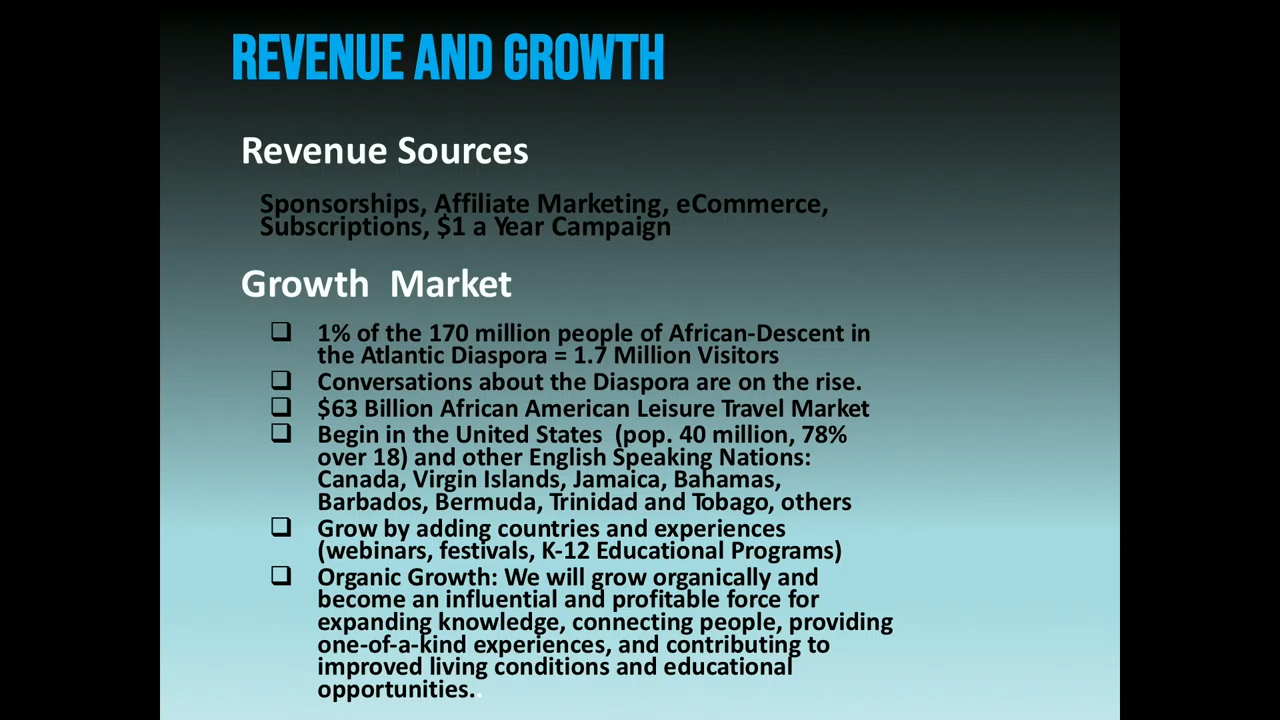 REVENUE AND GROWTH
Revenue Sources
Sponsorships, Affiliate Marketing, eCommerce,
Subscriptions, $1 a Year Campaign
Growth  Market
❑ 1% of the 170 million people of African-Descent in
the Atlantic Diaspora = 1.7 Million Visitors
❑ Conversations about the Diaspora are on the rise.
❑ $63 Billion African American Leisure Travel Market
❑ Begin in the United States  (pop. 40 million, 78%
over 18) and other English Speaking Nations:
Canada, Virgin Islands, Jamaica, Bahamas,
Barbados, Bermuda, Trinidad and Tobago, others
❑ Grow by adding countries and experiences
(webinars, festivals, K-12 Educational Programs)
❑ Organic Growth: We will grow organically and
become an influential and profitable force for
expanding knowledge, connecting people, providing
one-of-a-kind experiences, and contributing to
improved living conditions and educational
opportunities..